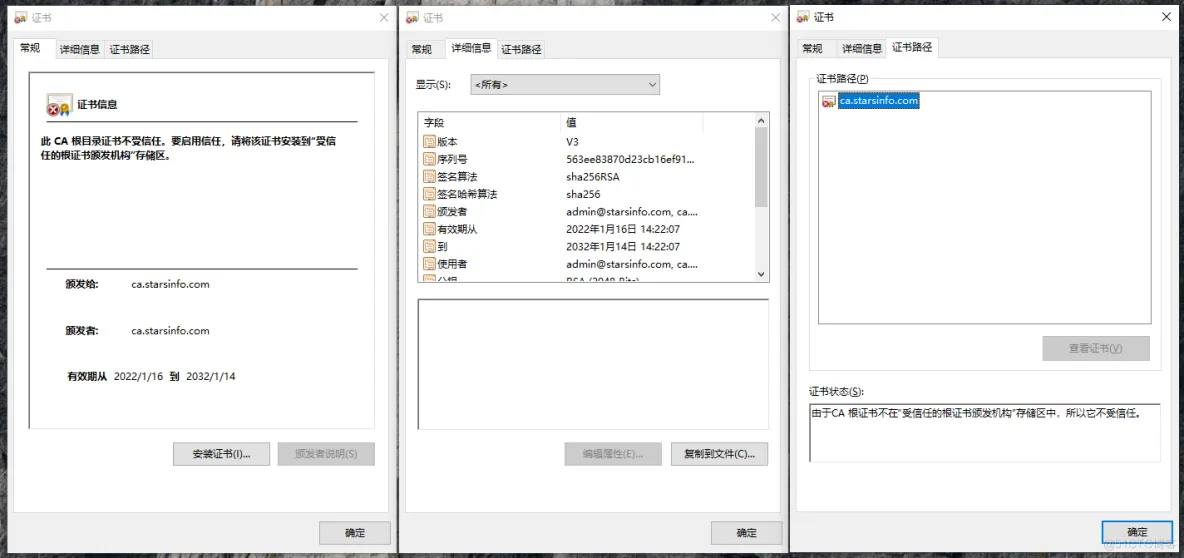 证书
常规
详细信息
证书路径
证书信息
此 CA 根目录证书不受信任。要启用信任，请将该证书安装到"受信
任的根证书颁发机构"存储区。
颁发给: ca.starsinfo.com
颁发者: ca.starsinfo.com
有效期从 2022/1/16 到 2032/1/14
安装证书(I)...
颁发者说明(S)
确定
证书
常规
详细信息
证书路径
显示(S): <所有>
字段 值
版本 V3
序列号 563ee83870d23cb16ef91...
签名算法 sha256RSA
签名哈希算法 sha256
颁发者 admin@starsinfo.com, ca....
有效期从 2022年1月16日 14:22:07
到 2032年1月14日 14:22:07
使用者 admin@starsinfo.com, ca....
RSA (2048 Bits)
编辑属性(E)...
复制到文件(C)...
确定
证书
常规
详细信息
证书路径
证书路径(P)
ca.starsinfo.com
查看证书(V)
证书状态(S):
由于CA 根证书不在"受信任的根证书颁发机构"存储区中，所以它不受信任。
确定